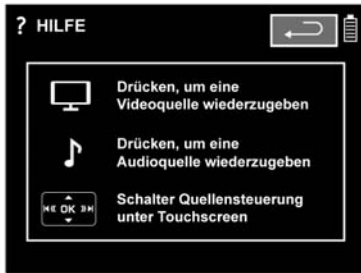 ? HILFE
Drücken, um eine
Videoquelle wiederzugeben
Drücken, um eine
Audioquelle wiederzugeben
OK
Schalter Quellensteuerung
unter Touchscreen